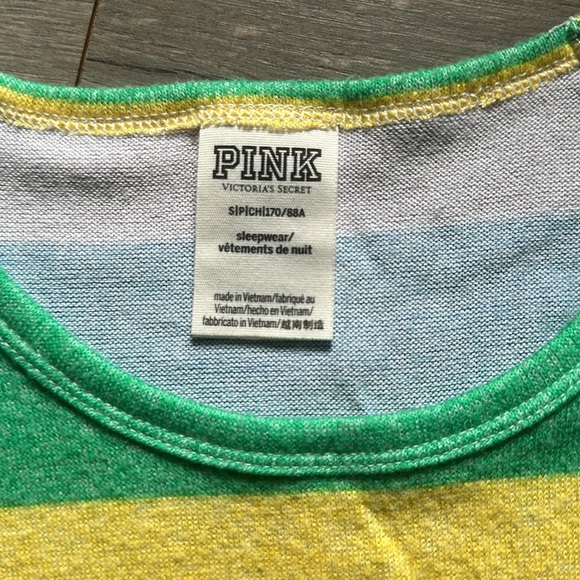 PINK
VICTORIA'S SECRET
S|P|CH|170/88A
sleepwear/
vêtements de nuit
made in Vietnam/fabriqué au
Vietnam/hecho en Vietnam/
fabbricato in Vietnam/越南制造